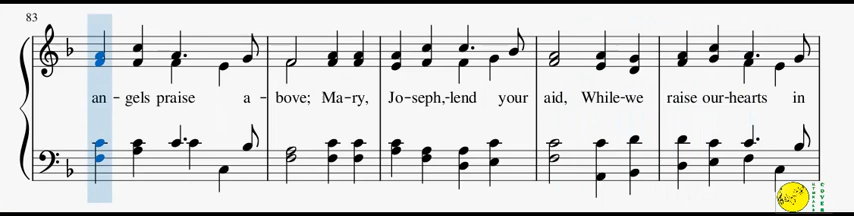 83
an - gels praise a - bove; Ma - ry, Jo - seph, - lend your aid, While - we raise our - hearts in